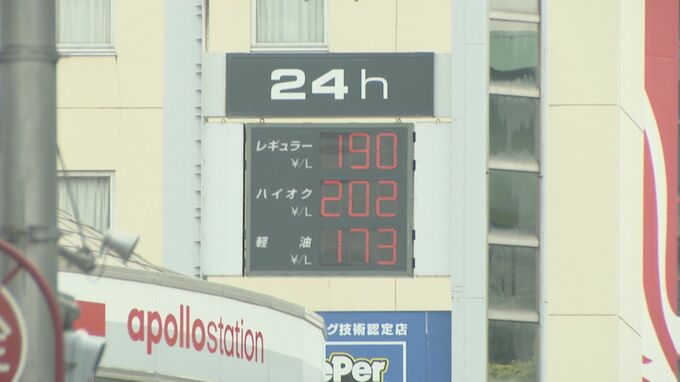 24h
レギュラー ¥/L 190
ハイオク ¥/L 202
軽油 ¥/L 173
apollostation
グ技術認定店
ePer